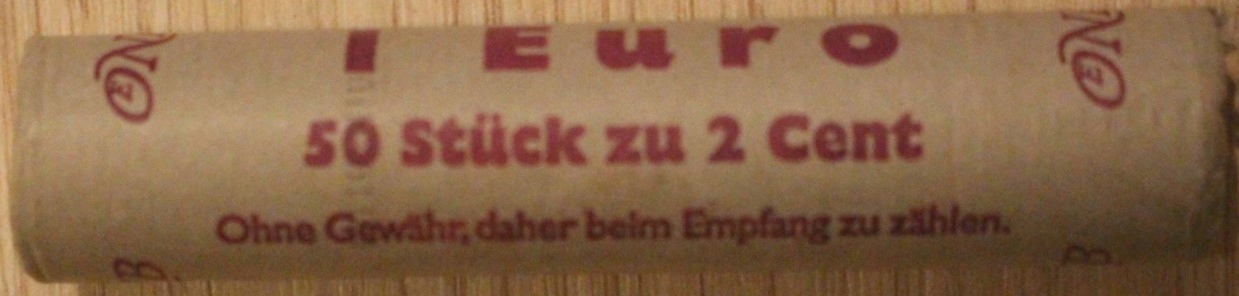 1 Euro
50 Stück zu 2 Cent
Ohne Gewähr, daher beim Empfang zu zählen.